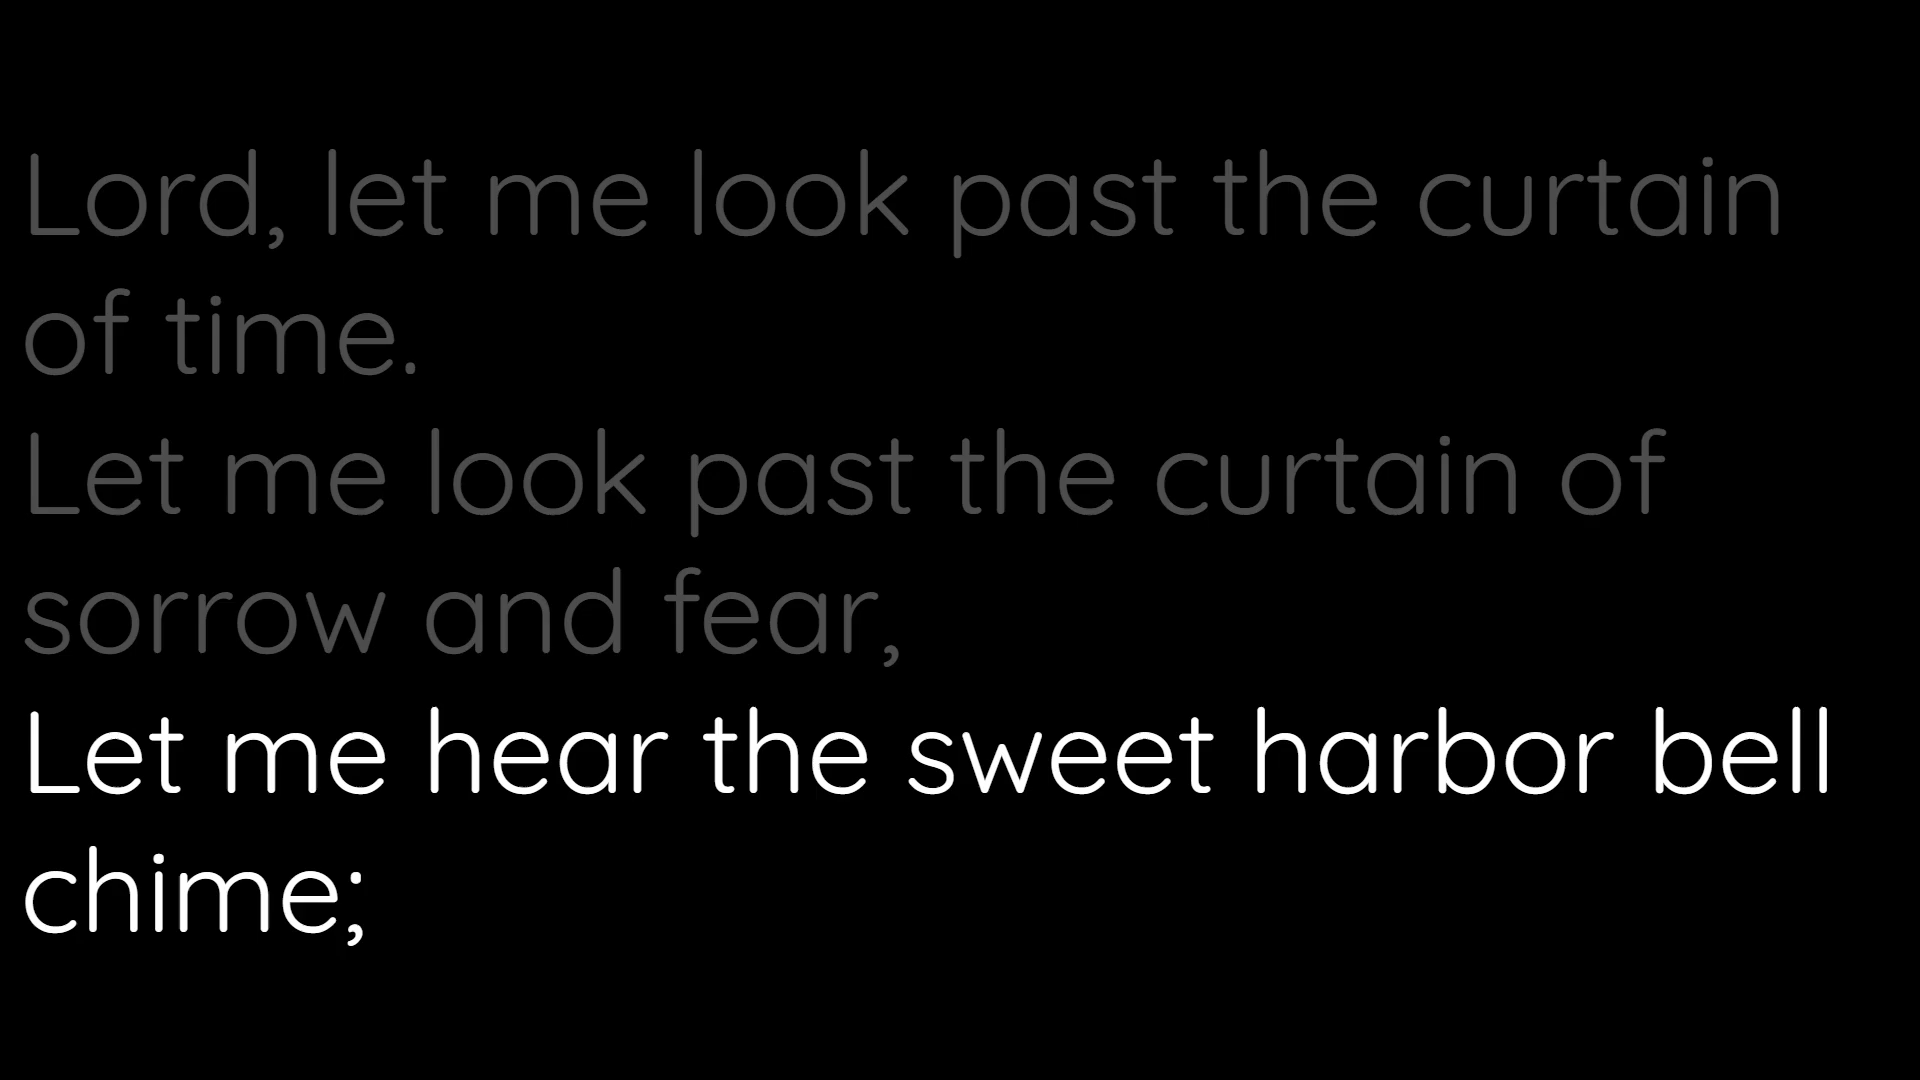 Lord, let me look past the curtain
of time.
Let me look past the curtain of
sorrow and fear,
Let me hear the sweet harbor bell
chime;